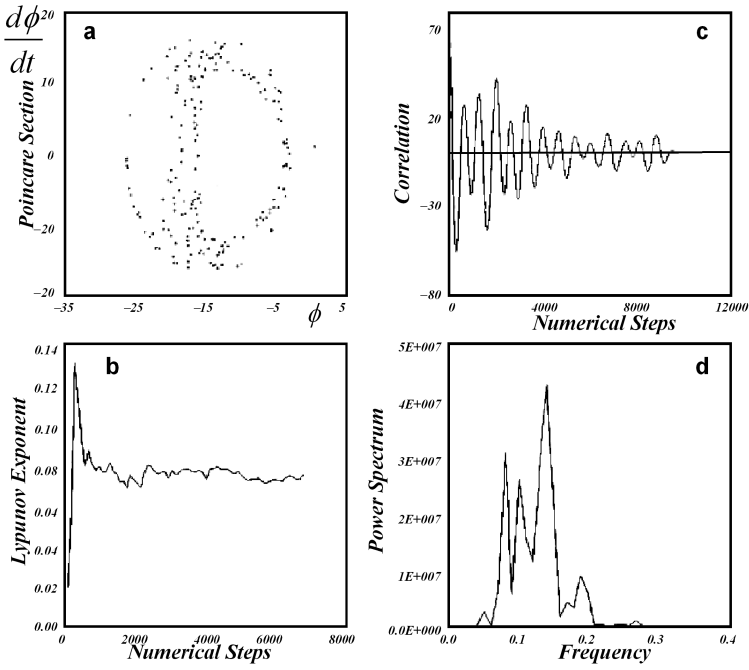 dϕ
dt
a
Poincare Section
20
10
0
−20
−20
−35
−25
−15
−5
5
ϕ
c
Correlation
70
20
−30
−80
0
4000
8000
12000
Numerical Steps
b
Lypunov Exponent
0.14
0.12
0.10
0.08
0.04
0.04
0.02
0.00
0
2000
4000
6000
8000
Numerical Steps
d
Power Spectrum
5E+007
4E+007
3E+007
2E+007
1E+007
0.0E+000
0.0
0.1
0.2
0.3
0.4
Frequency